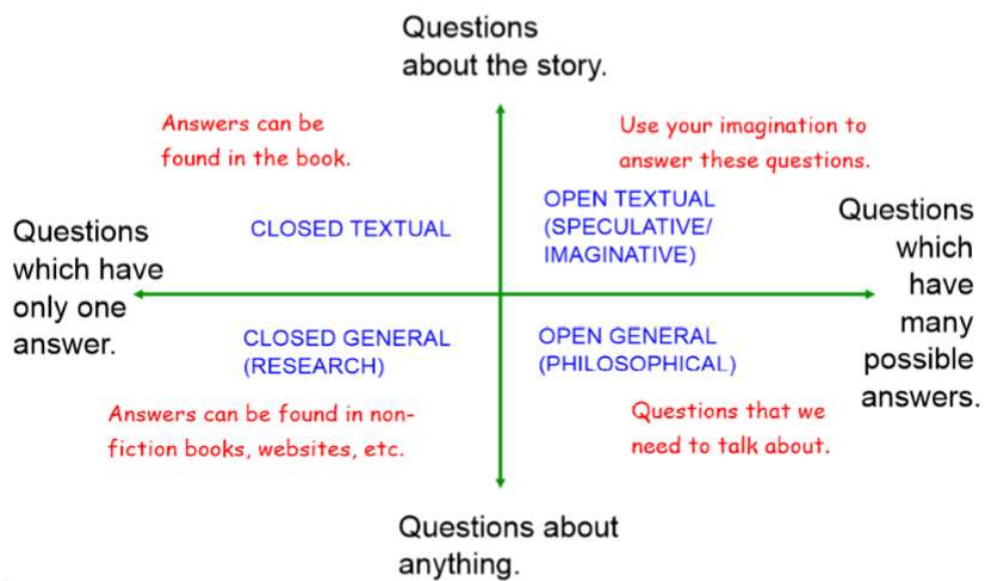 Questions
about the story.
Answers can be
found in the book.
Use your imagination to
answer these questions.
CLOSED TEXTUAL
OPEN TEXTUAL
(SPECULATIVE/
IMAGINATIVE)
Questions
which have
only one
answer.
Questions
which
have
many
possible
answers.
CLOSED GENERAL
(RESEARCH)
OPEN GENERAL
(PHILOSOPHICAL)
Answers can be found in non-
fiction books, websites, etc.
Questions that we
need to talk about.
Questions about
anything.